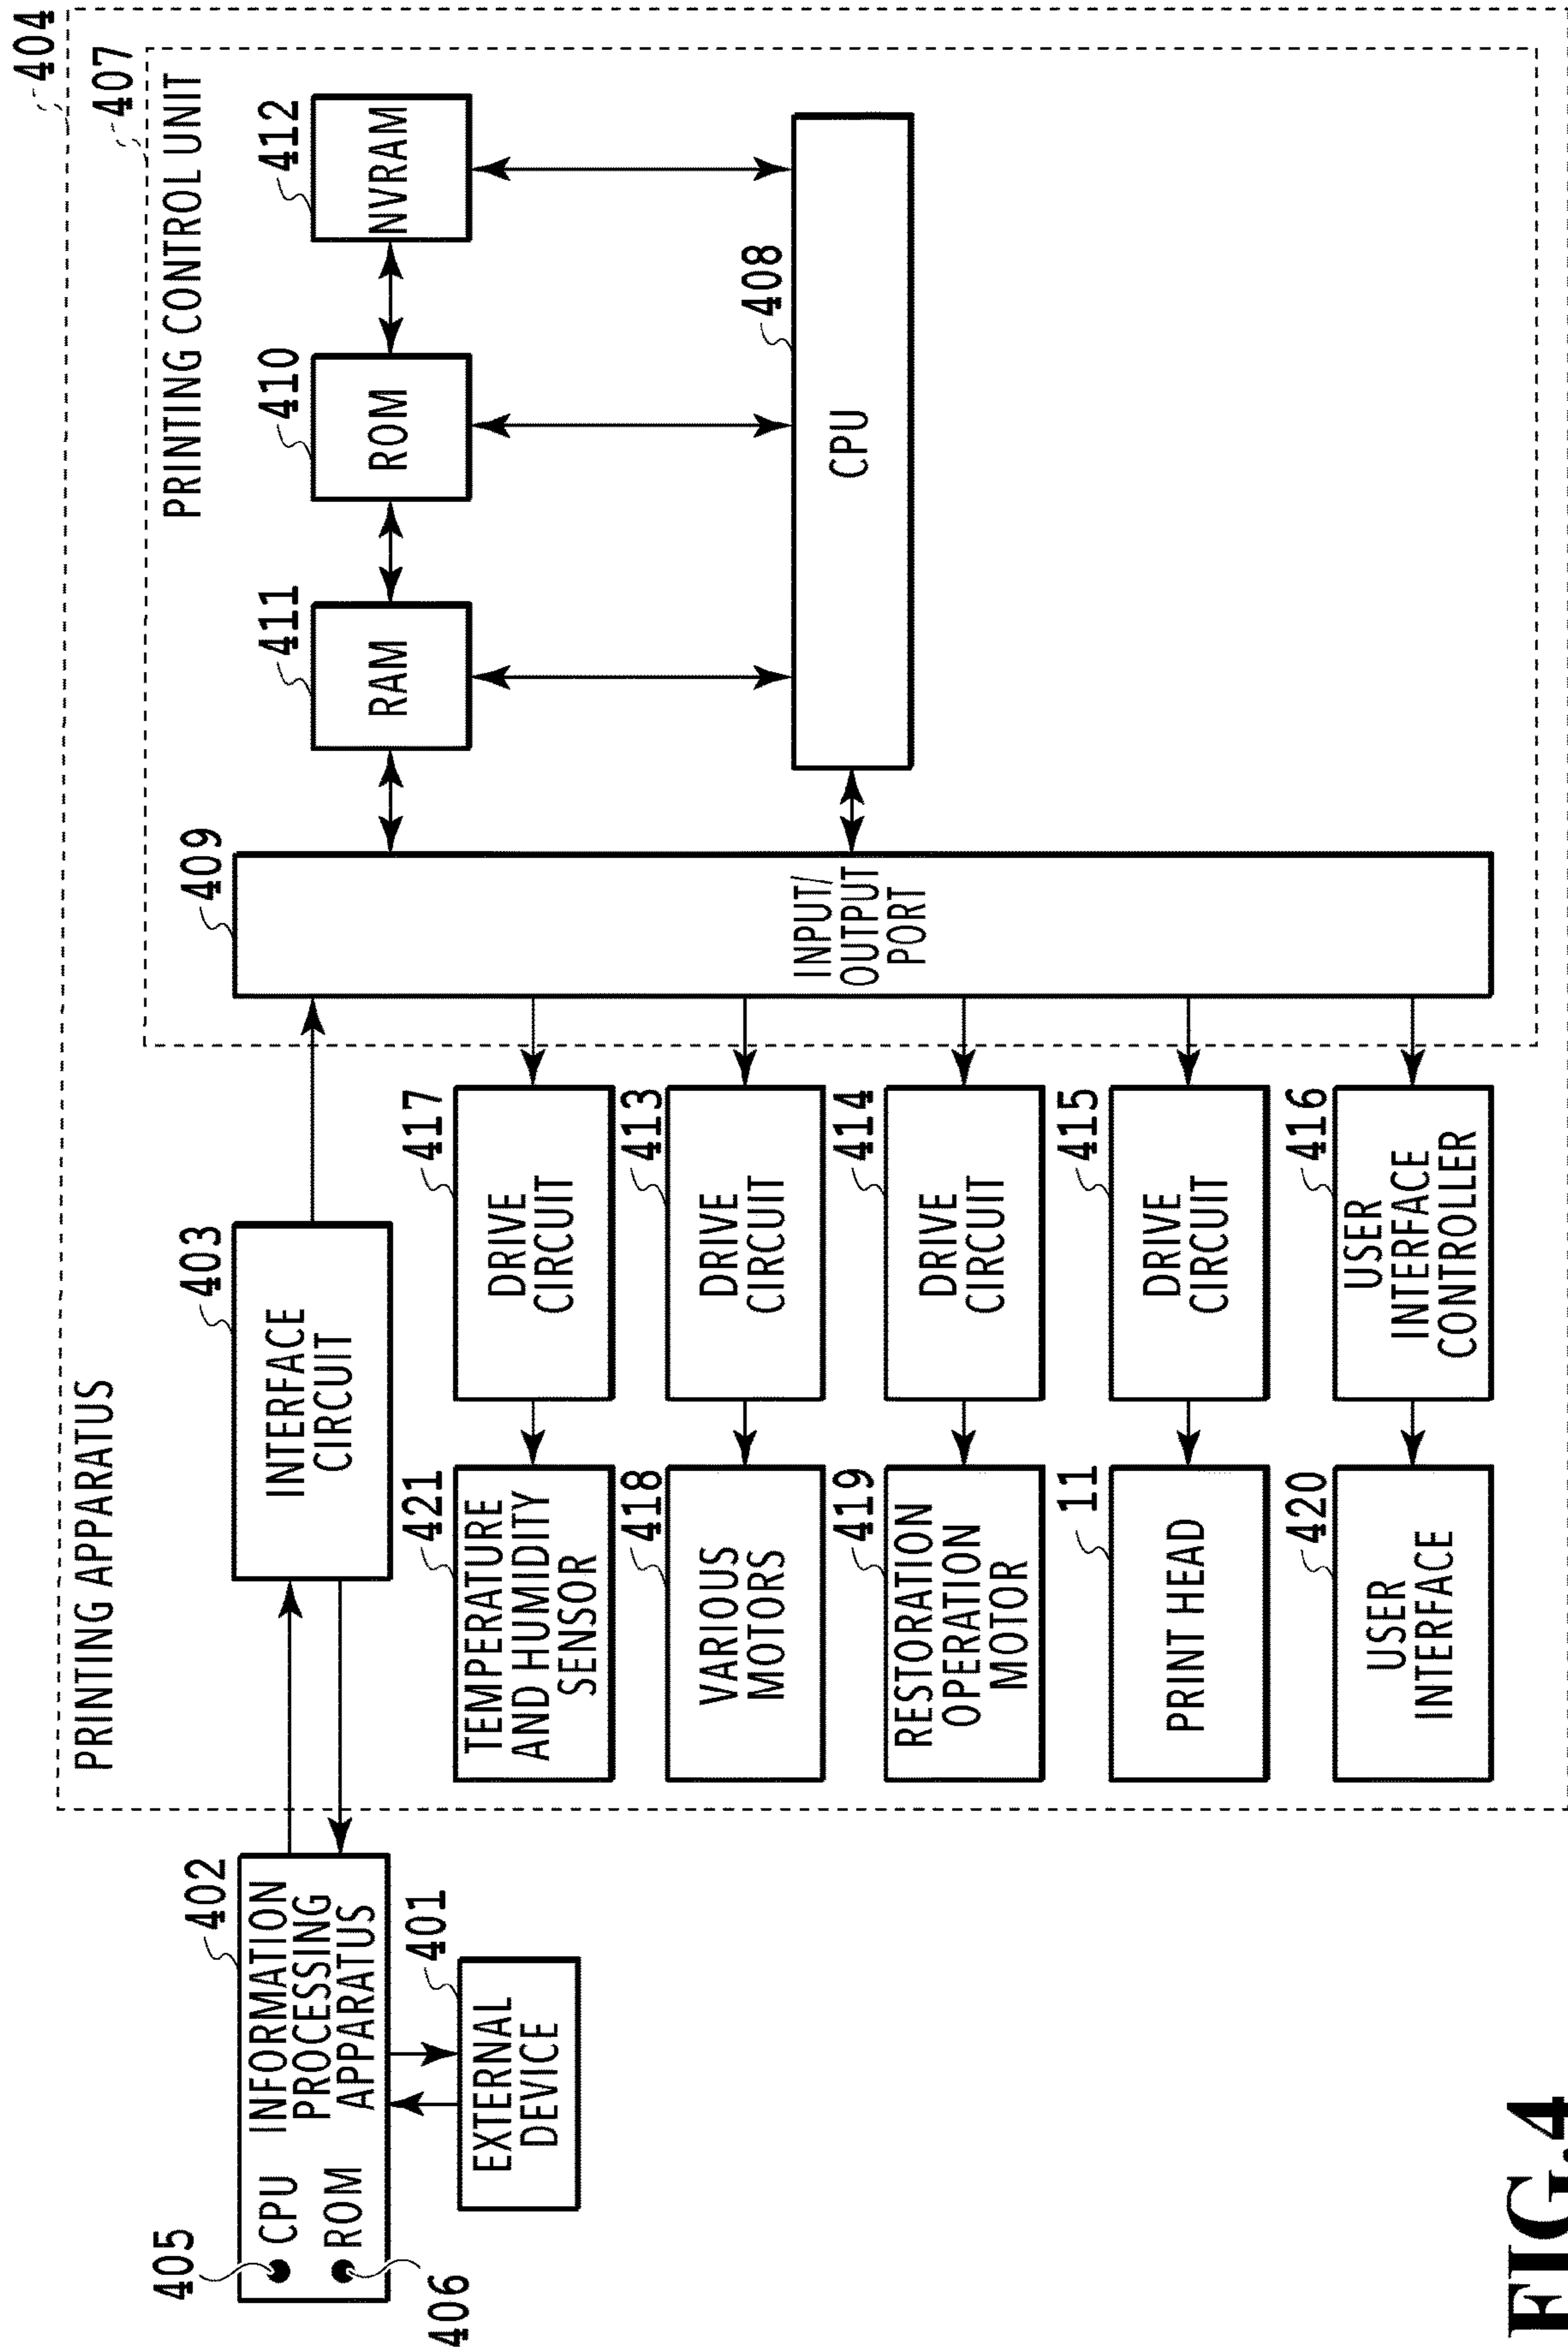 404
407
PRINTING APPARATUS
PRINTING CONTROL UNIT
402
405
CPU
406
ROM
INFORMATION
PROCESSING
APPARATUS
401
EXTERNAL
DEVICE
403
INTERFACE
CIRCUIT
409
INPUT/
OUTPUT
PORT
411
RAM
410
ROM
412
NVRAM
408
CPU
421
TEMPERATURE
AND HUMIDITY
SENSOR
417
DRIVE
CIRCUIT
418
VARIOUS
MOTORS
413
DRIVE
CIRCUIT
419
RESTORATION
OPERATION
MOTOR
414
DRIVE
CIRCUIT
11
PRINT HEAD
415
DRIVE
CIRCUIT
420
USER
INTERFACE
416
USER
INTERFACE
CONTROLLER
FIG.4